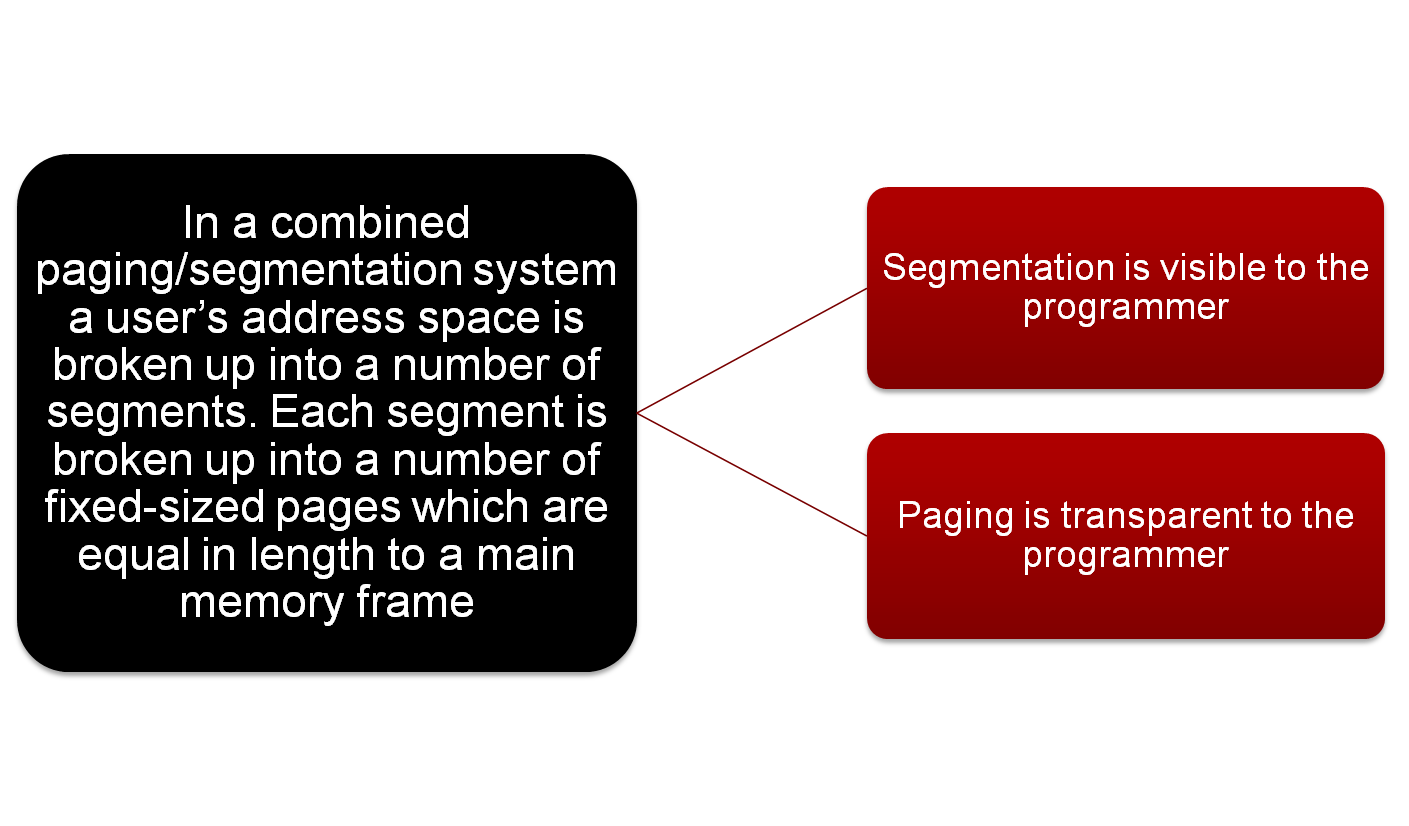 In a combined
paging/segmentation system
a user’s address space is
broken up into a number of
segments. Each segment is
broken up into a number of
fixed-sized pages which are
equal in length to a main
memory frame
Segmentation is visible to the
programmer
Paging is transparent to the
programmer